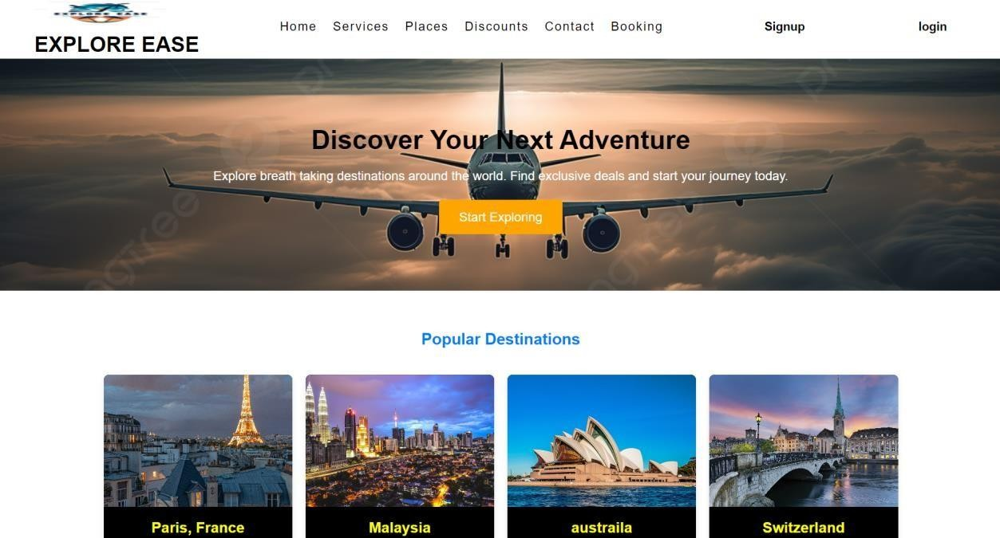 EXPLORE EASE
EXPLORE EASE
Home Services Places Discounts Contact Booking Signup login
Discover Your Next Adventure
Explore breath taking destinations around the world. Find exclusive deals and start your journey today.
Start Exploring
Popular Destinations
Paris, France Malaysia austraila Switzerland